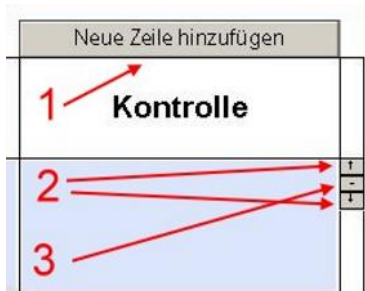 Neue Zeile hinzufügen
1 Kontrolle
↑
2 -
↓
3